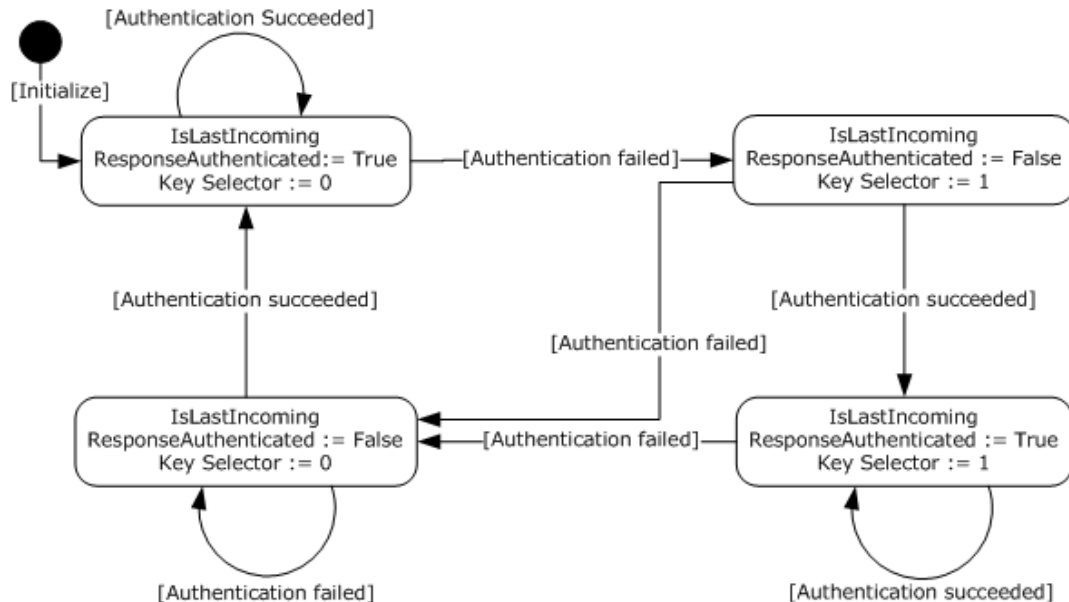 [Authentication Succeeded]
[Initialize]
IsLastIncoming
ResponseAuthenticated:= True
Key Selector := 0
[Authentication failed]
IsLastIncoming
ResponseAuthenticated := False
Key Selector := 1
[Authentication succeeded]
[Authentication succeeded]
[Authentication failed]
IsLastIncoming
ResponseAuthenticated := False
Key Selector := 0
[Authentication failed]
IsLastIncoming
ResponseAuthenticated := True
Key Selector := 1
[Authentication failed]
[Authentication succeeded]